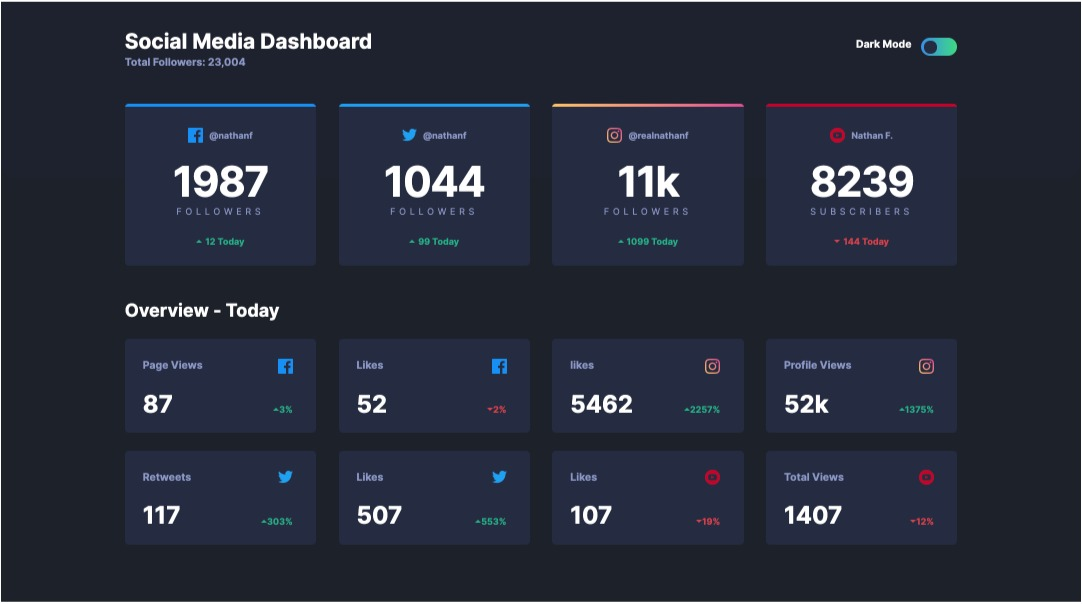 Social Media Dashboard
Total Followers: 23,004
Dark Mode
@nathanf
1987
FOLLOWERS
12 Today
@nathanf
1044
FOLLOWERS
99 Today
@realnathanf
11k
FOLLOWERS
1099 Today
Nathan F.
8239
SUBSCRIBERS
144 Today
Overview - Today
Page Views
87
3%
Likes
52
2%
likes
5462
2257%
Profile Views
52k
1375%
Retweets
117
303%
Likes
507
553%
Likes
107
19%
Total Views
1407
12%